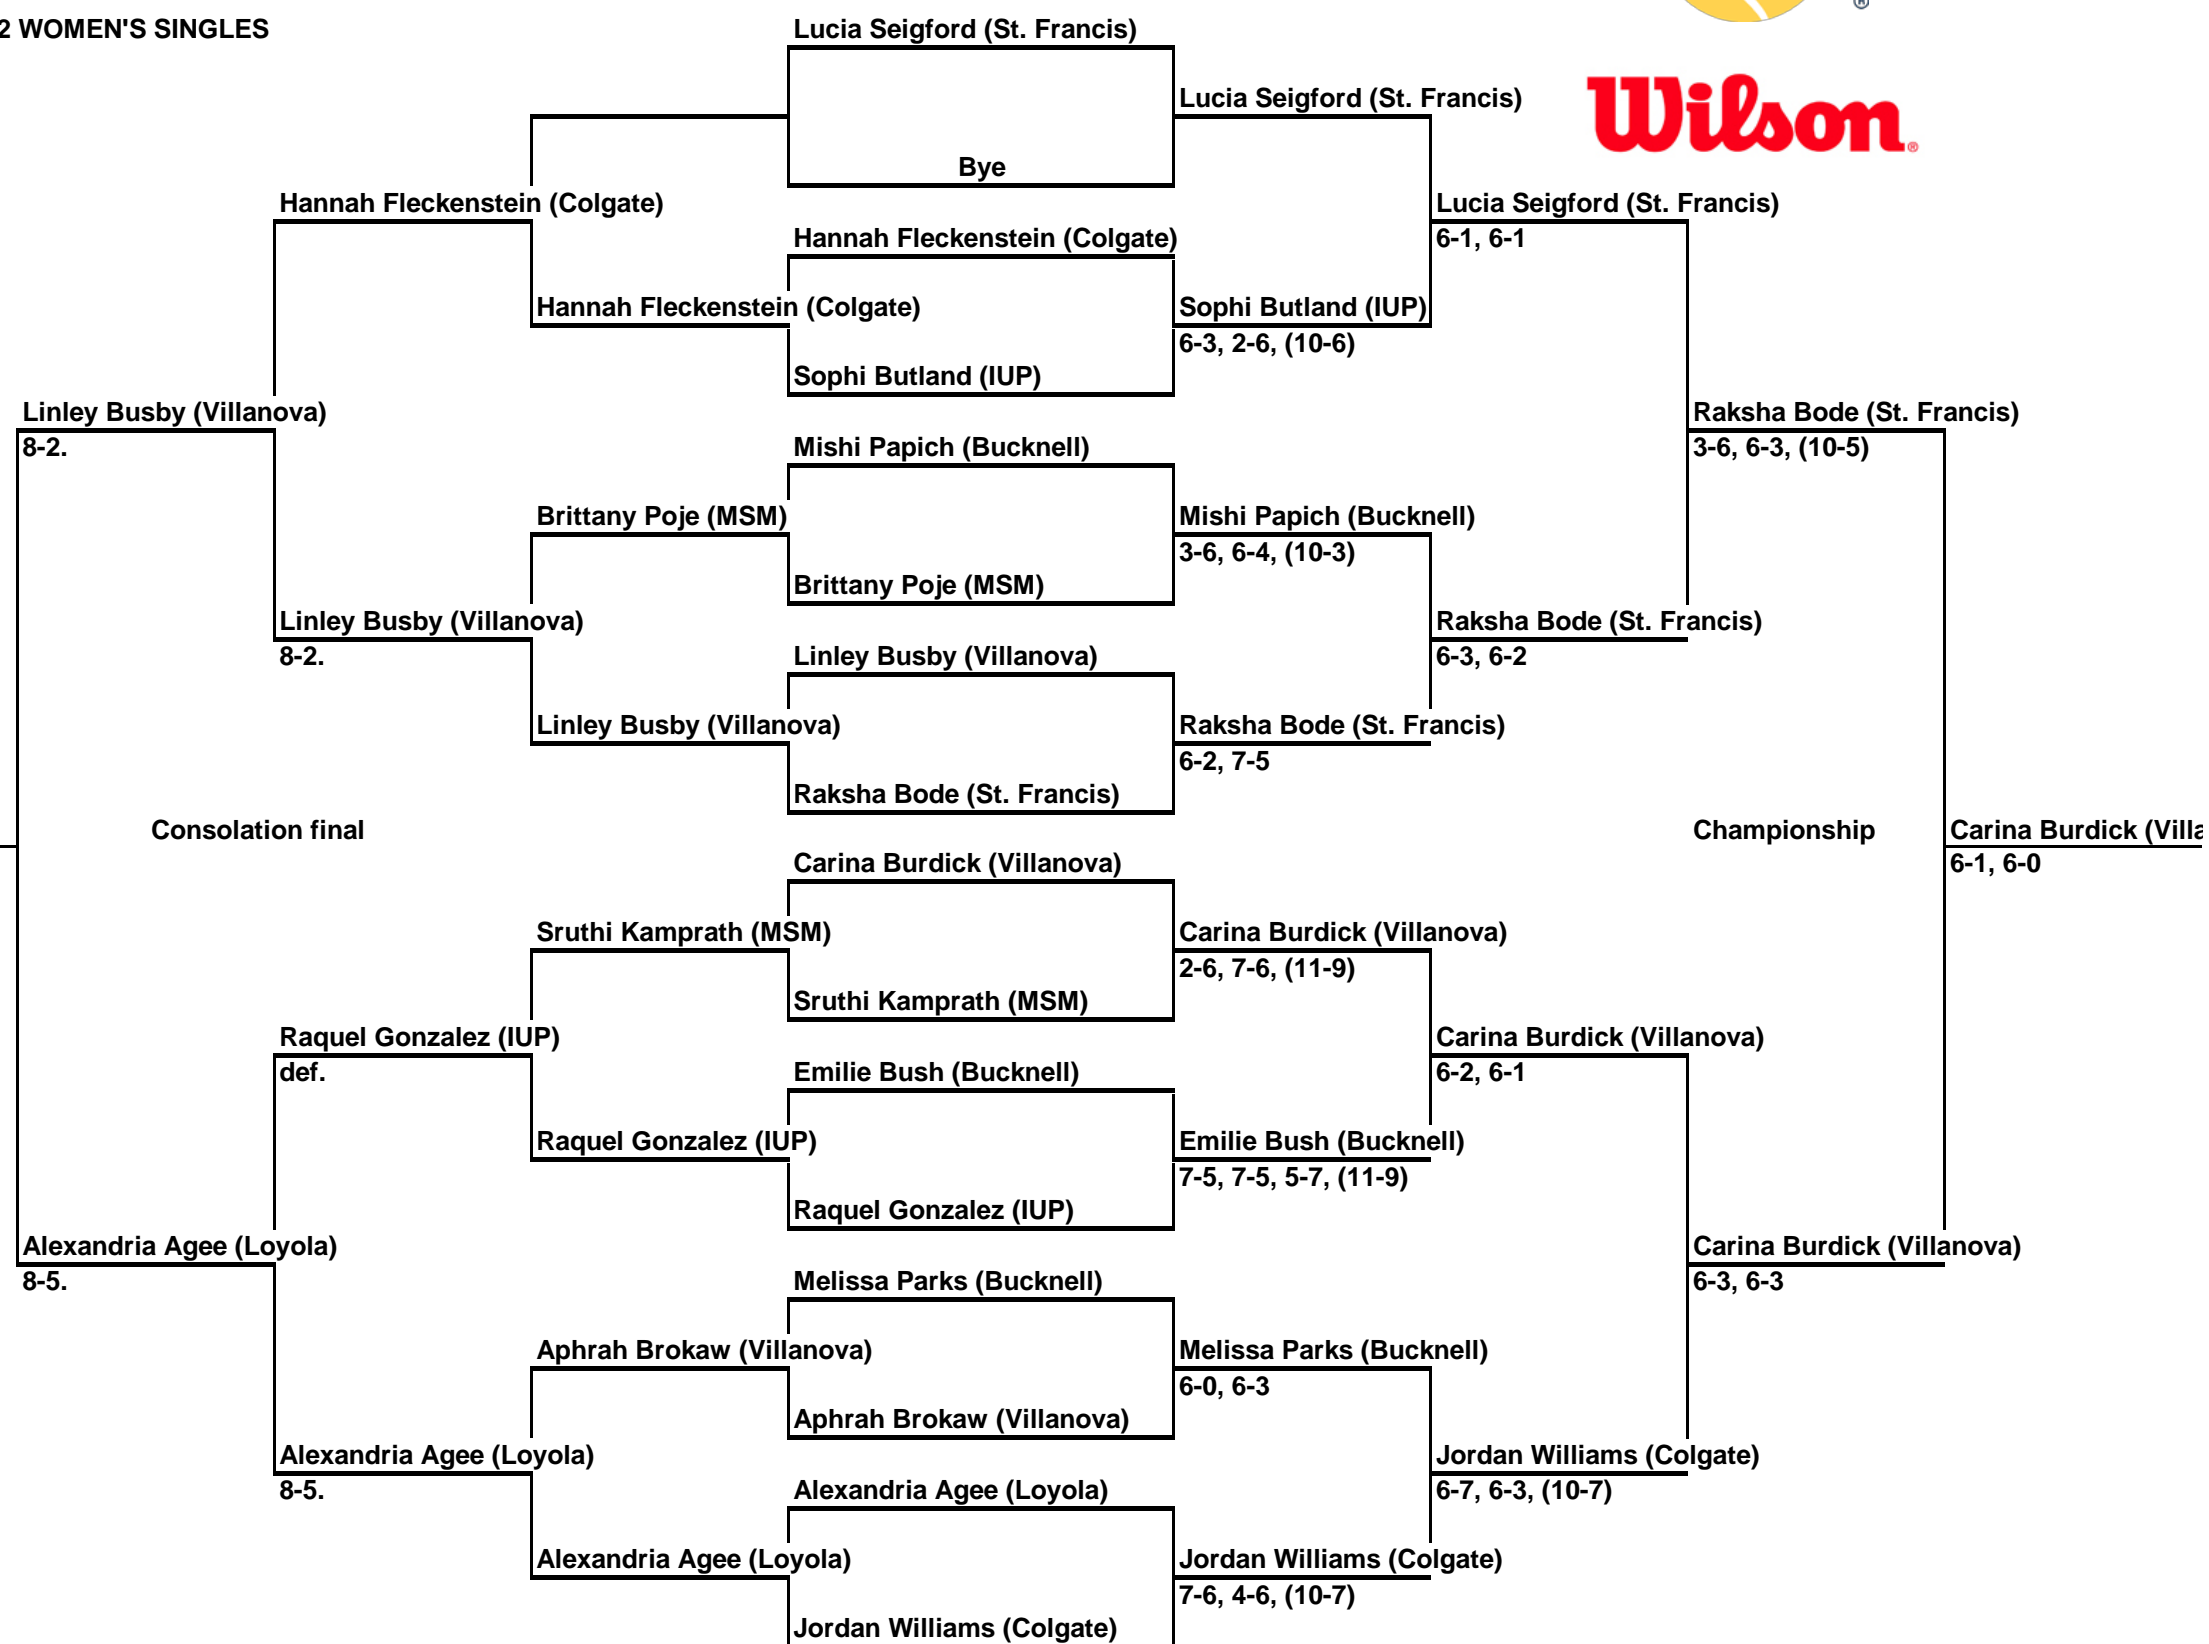 2 WOMEN'S SINGLES
Lucia Seigford (St. Francis)
®
Wilson®
Lucia Seigford (St. Francis)
Bye
Hannah Fleckenstein (Colgate)
Lucia Seigford (St. Francis)
6-1, 6-1
Hannah Fleckenstein (Colgate)
Hannah Fleckenstein (Colgate)
Sophi Butland (IUP)
6-3, 2-6, (10-6)
Sophi Butland (IUP)
Linley Busby (Villanova)
8-2.
Raksha Bode (St. Francis)
3-6, 6-3, (10-5)
Mishi Papich (Bucknell)
Brittany Poje (MSM)
Mishi Papich (Bucknell)
3-6, 6-4, (10-3)
Brittany Poje (MSM)
Linley Busby (Villanova)
8-2.
Raksha Bode (St. Francis)
6-3, 6-2
Linley Busby (Villanova)
Linley Busby (Villanova)
Raksha Bode (St. Francis)
6-2, 7-5
Raksha Bode (St. Francis)
Consolation final
Championship
Carina Burdick (Villa
6-1, 6-0
Carina Burdick (Villanova)
Sruthi Kamprath (MSM)
Carina Burdick (Villanova)
2-6, 7-6, (11-9)
Sruthi Kamprath (MSM)
Raquel Gonzalez (IUP)
def.
Carina Burdick (Villanova)
6-2, 6-1
Emilie Bush (Bucknell)
Raquel Gonzalez (IUP)
Emilie Bush (Bucknell)
7-5, 7-5, 5-7, (11-9)
Raquel Gonzalez (IUP)
Alexandria Agee (Loyola)
8-5.
Carina Burdick (Villanova)
6-3, 6-3
Melissa Parks (Bucknell)
Aphrah Brokaw (Villanova)
Melissa Parks (Bucknell)
6-0, 6-3
Aphrah Brokaw (Villanova)
Alexandria Agee (Loyola)
8-5.
Jordan Williams (Colgate)
6-7, 6-3, (10-7)
Alexandria Agee (Loyola)
Alexandria Agee (Loyola)
Jordan Williams (Colgate)
7-6, 4-6, (10-7)
Jordan Williams (Colgate)